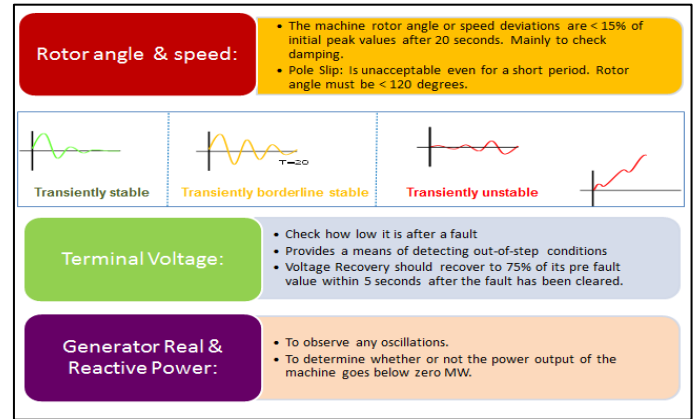 Rotor angle & speed:
• The machine rotor angle or speed deviations are < 15% of
initial peak values after 20 seconds. Mainly to check
damping.
• Pole Slip: Is unacceptable even for a short period. Rotor
angle must be < 120 degrees.
T=20
Transiently stable
Transiently borderline stable
Transiently unstable
Terminal Voltage:
• Check how low it is after a fault
• Provides a means of detecting out-of-step conditions
• Voltage Recovery should recover to 75% of its pre fault
value within 5 seconds after the fault has been cleared.
Generator Real &
Reactive Power:
• To observe any oscillations.
• To determine whether or not the power output of the
machine goes below zero MW.